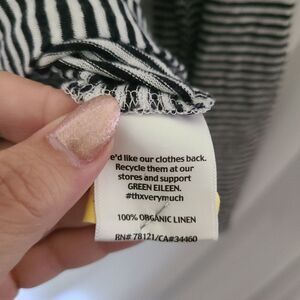 e'd like our clothes back.
Recycle them at our
stores and support
GREEN EILEEN.
#thxverymuch
100% ORGANIC LINEN
RN# 78121/CA#34460